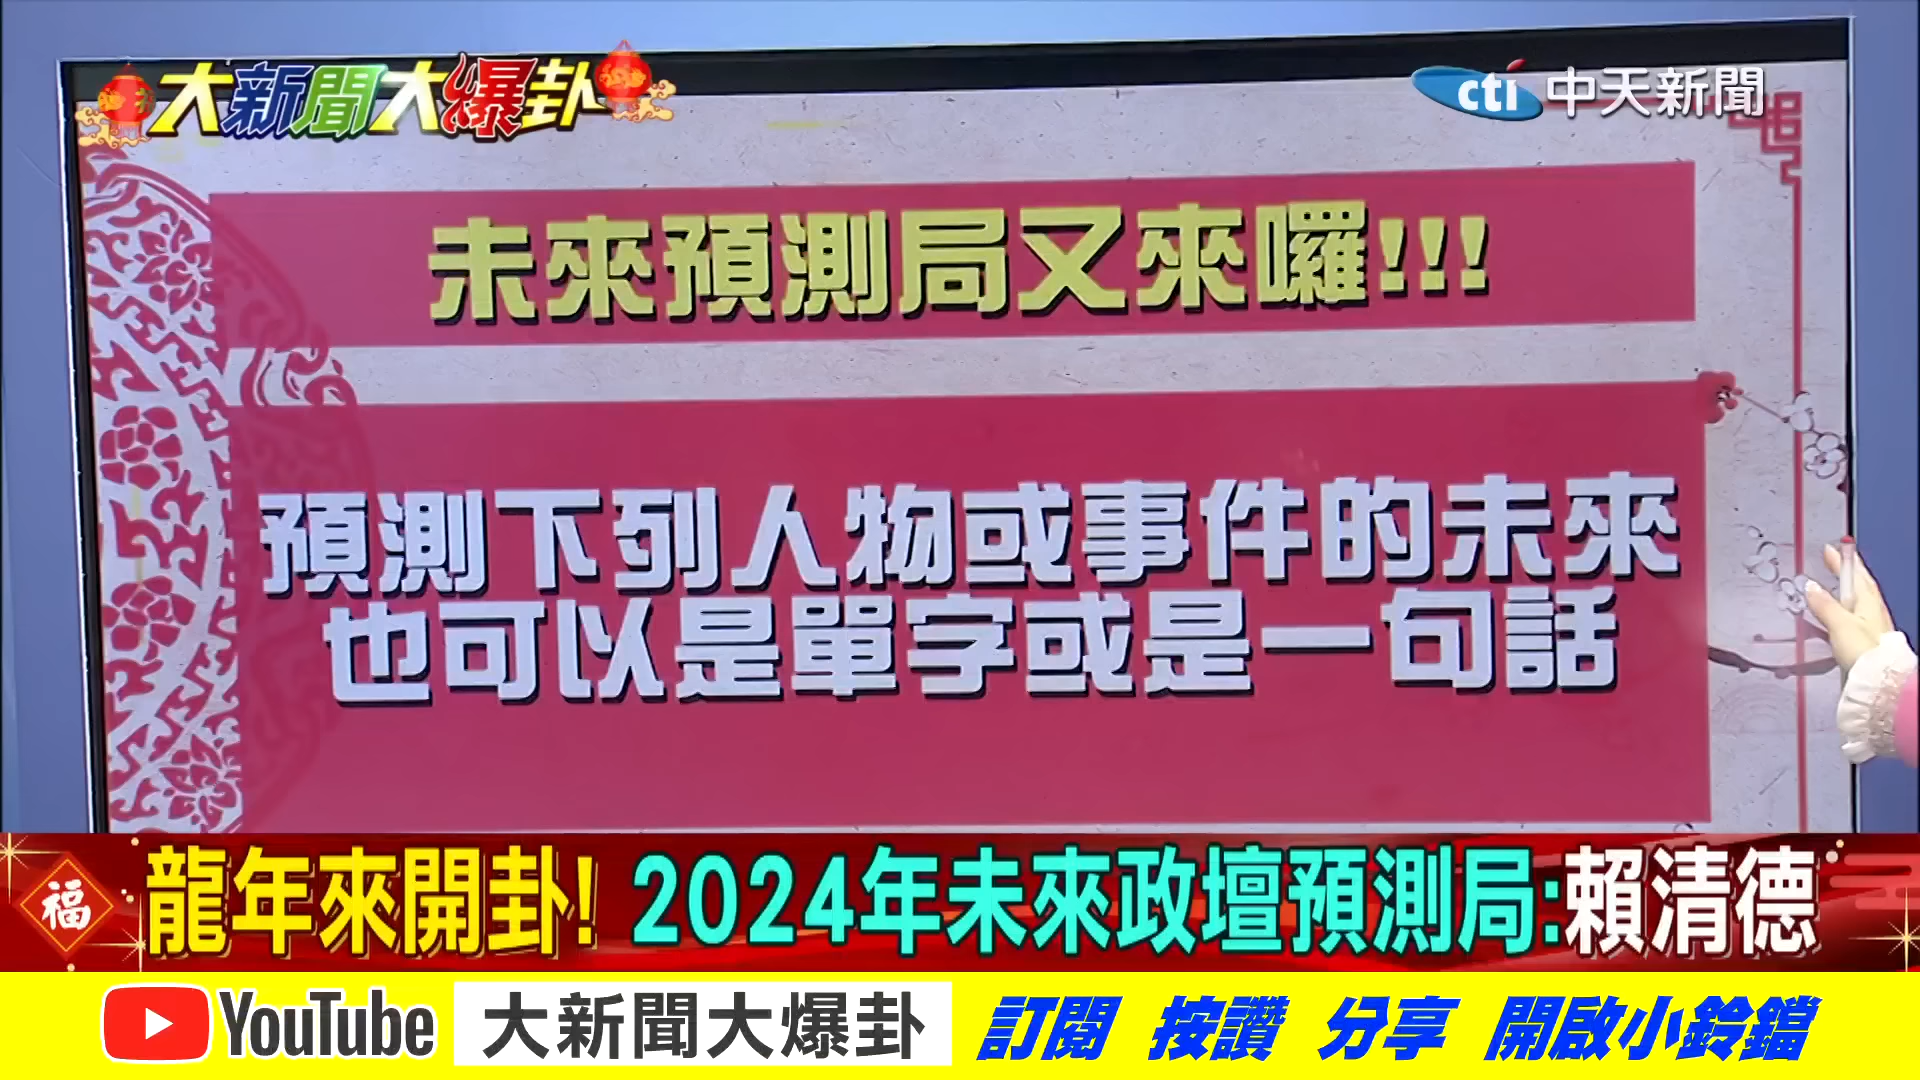 大新聞大爆卦
cti 中天新聞
未來預測局又來囉!!!
預測下列人物或事件的未來
也可以是單字或是一句話
福
龍年來開卦! 2024年未來政壇預測局:賴清德
YouTube 大新聞大爆卦 訂閱 按讚 分享 開啟小鈴鐺